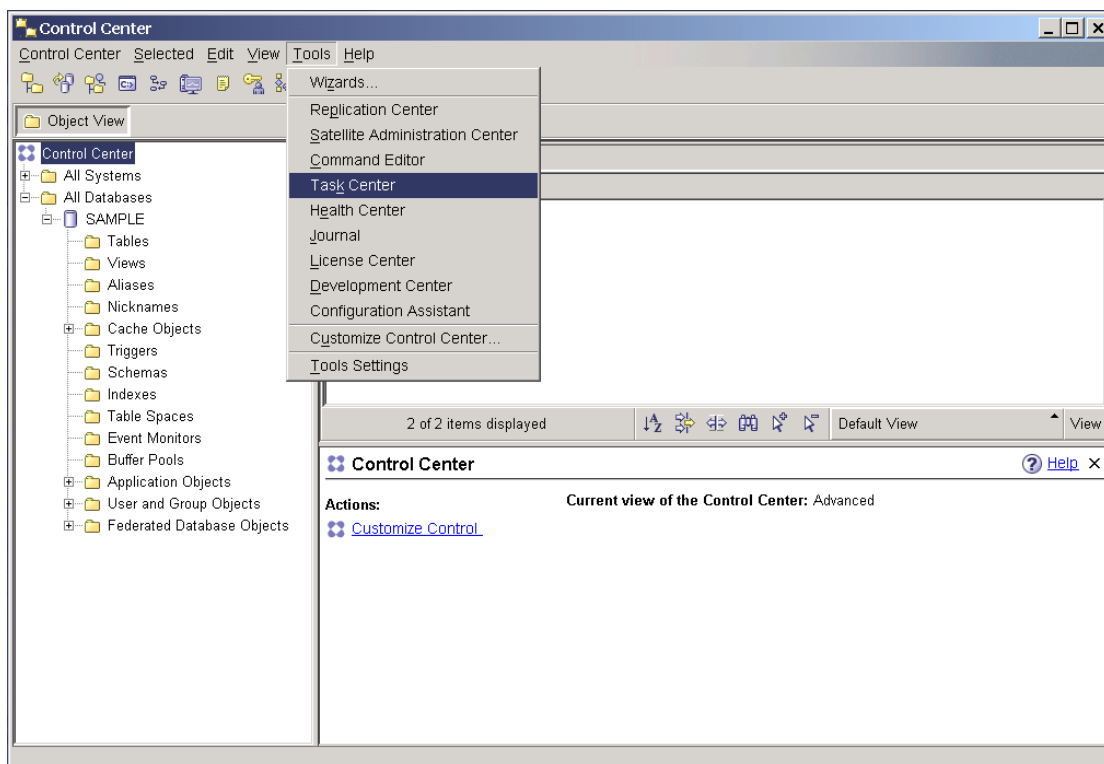 Control Center
Control Center Selected Edit View Tools Help
Object View
Wizards...
Replication Center
Satellite Administration Center
Command Editor
Task Center
Health Center
Journal
License Center
Development Center
Configuration Assistant
Customize Control Center...
Tools Settings
Control Center
All Systems
All Databases
SAMPLE
Tables
Views
Aliases
Nicknames
Cache Objects
Triggers
Schemas
Indexes
Table Spaces
Event Monitors
Buffer Pools
Application Objects
User and Group Objects
Federated Database Objects
2 of 2 items displayed Default View View
Control Center Help
Actions: Current view of the Control Center: Advanced
Customize Control